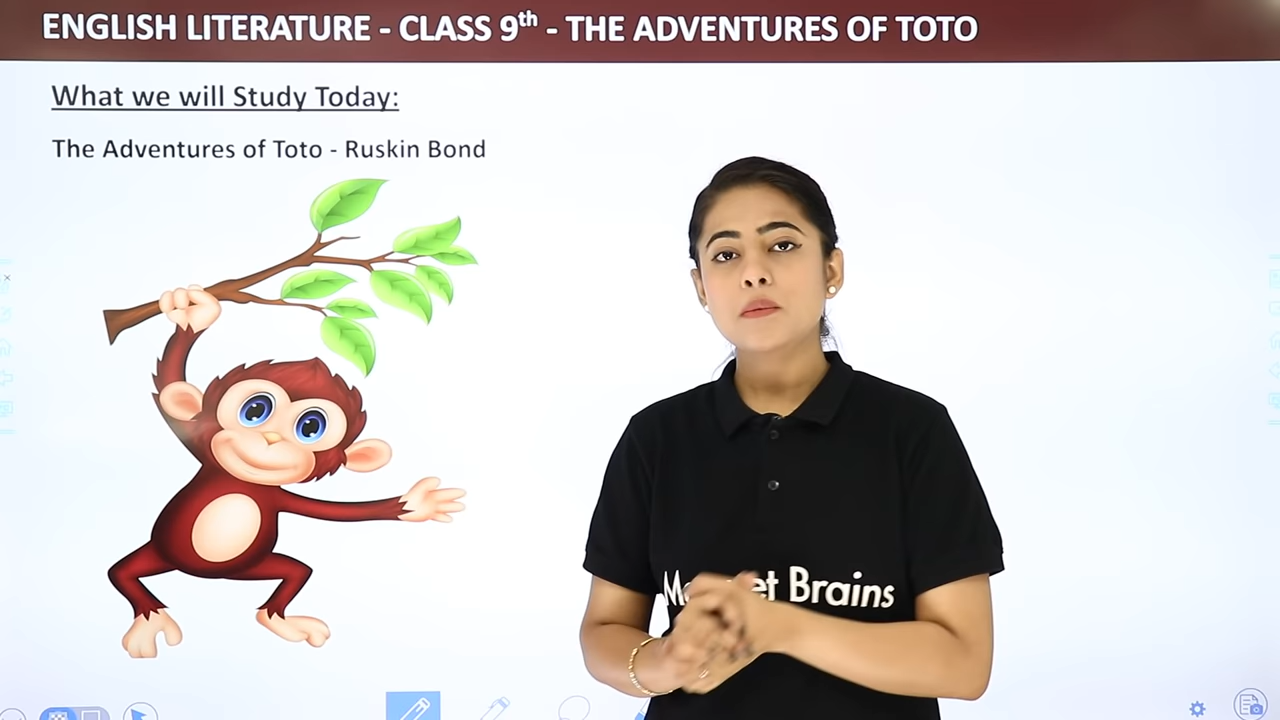 ENGLISH LITERATURE - CLASS 9th - THE ADVENTURES OF TOTO
What we will Study Today:
The Adventures of Toto - Ruskin Bond
Brains